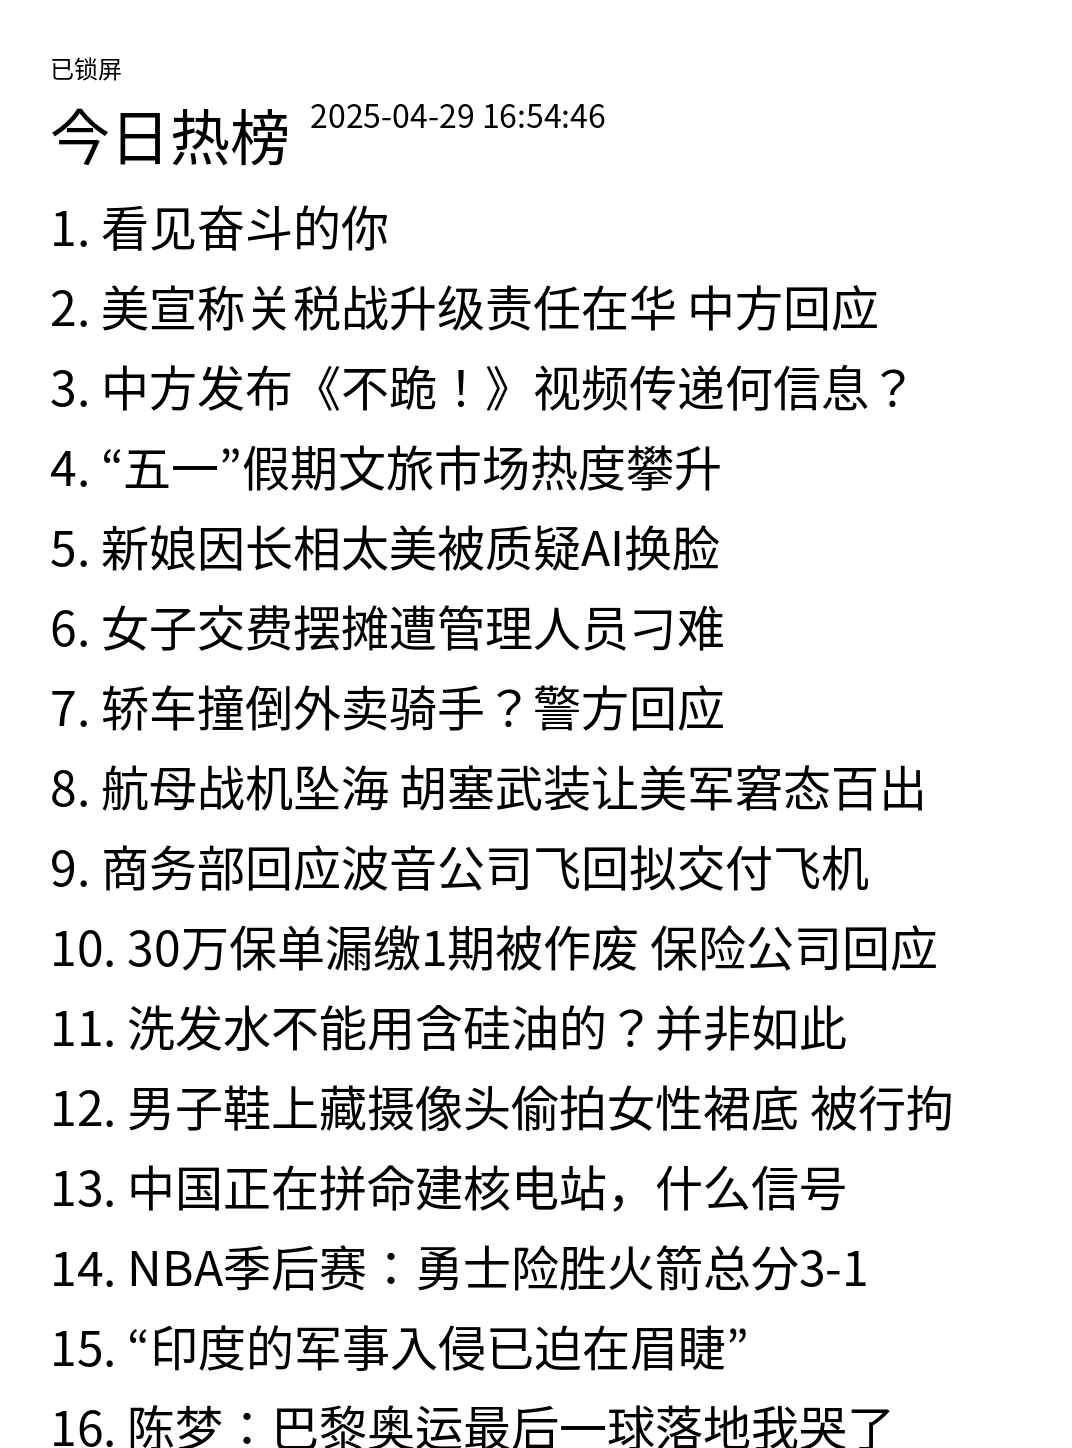 已锁屏
今日热榜 2025-04-29 16:54:46
1. 看见奋斗的你
2. 美宣称关税战升级责任在华 中方回应
3. 中方发布《不跪！》视频传递何信息？
4. “五一”假期文旅市场热度攀升
5. 新娘因长相太美被质疑AI换脸
6. 女子交费摆摊遭管理人员刁难
7. 轿车撞倒外卖骑手？警方回应
8. 航母战机坠海 胡塞武装让美军窘态百出
9. 商务部回应波音公司飞回拟交付飞机
10. 30万保单漏缴1期被作废 保险公司回应
11. 洗发水不能用含硅油的？并非如此
12. 男子鞋上藏摄像头偷拍女性裙底 被行拘
13. 中国正在拼命建核电站，什么信号
14. NBA季后赛：勇士险胜火箭总分3-1
15. “印度的军事入侵已迫在眉睫”
16. 陈梦：巴黎奥运最后一球落地我哭了